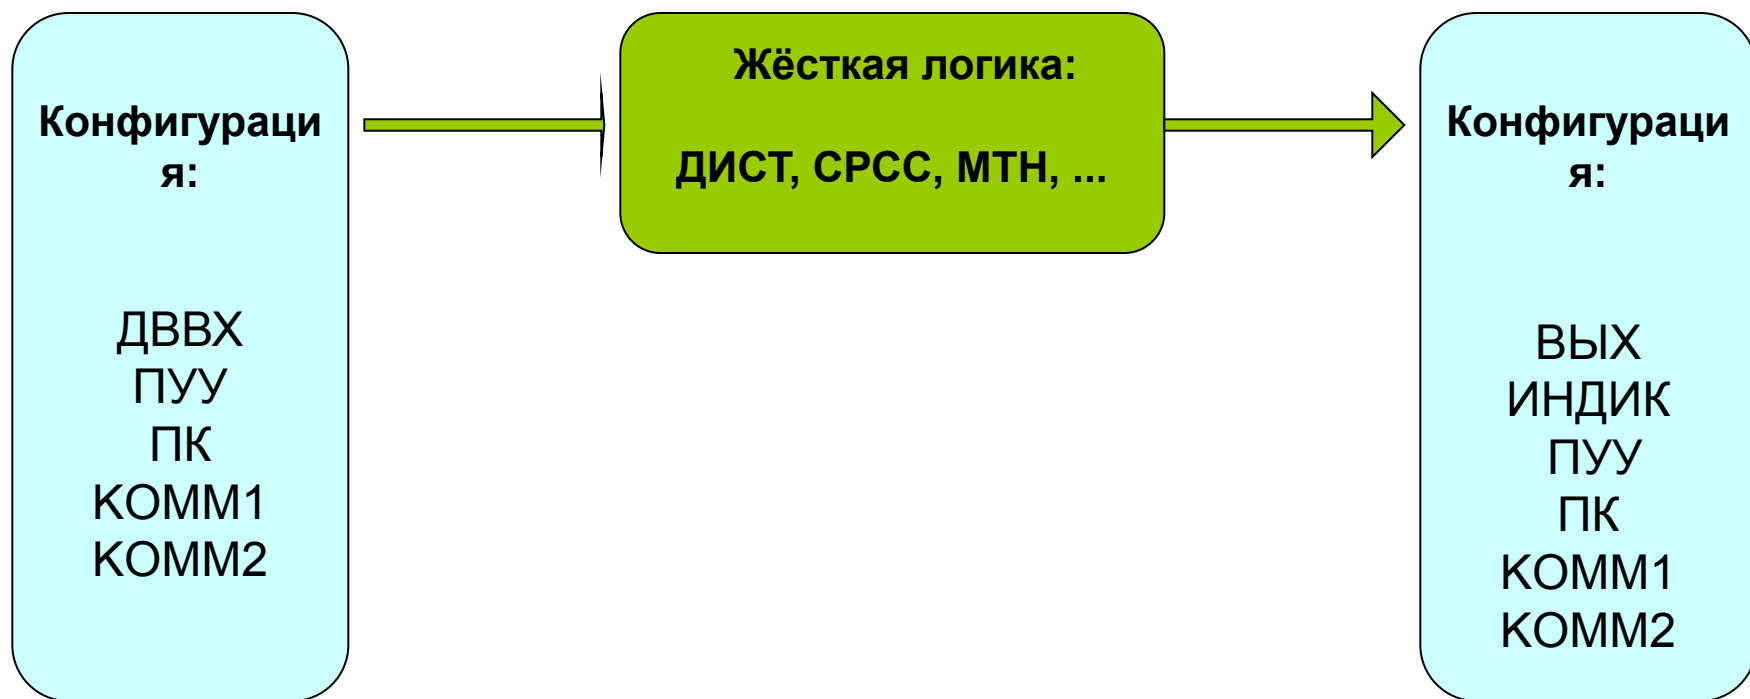 Конфигураци
я:
ДВВХ
ПУУ
ПК
КОММ1
КОММ2
Жёсткая логика:
ДИСТ, СРСС, МТН, ...
Конфигураци
я:
ВЫХ
ИНДИК
ПУУ
ПК
КОММ1
КОММ2